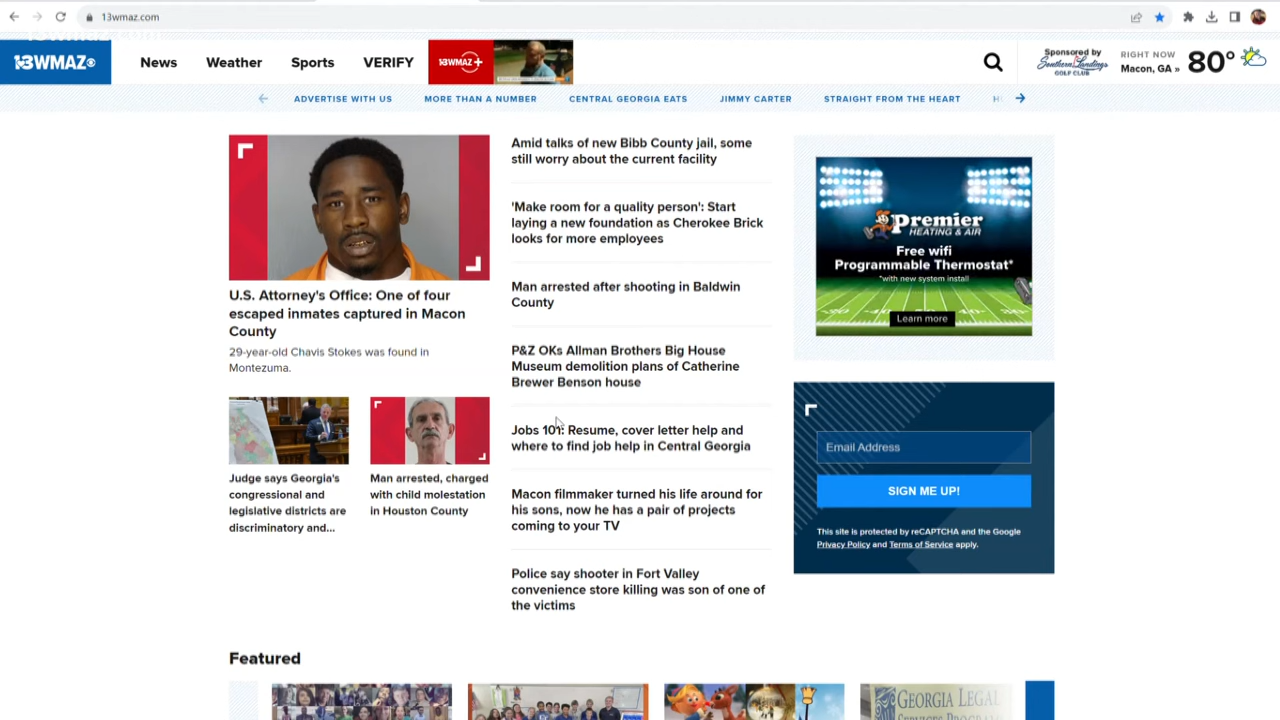 13wmaz.com
13WMAZ
News
Weather
Sports
VERIFY
13WMAZ+
Sponsored by
Southern Landings
GOLF CLUB
RIGHT NOW
Macon, GA »
80°
ADVERTISE WITH US
MORE THAN A NUMBER
CENTRAL GEORGIA EATS
JIMMY CARTER
STRAIGHT FROM THE HEART
U.S. Attorney's Office: One of four
escaped inmates captured in Macon
County
29-year-old Chavis Stokes was found in
Montezuma.
Judge says Georgia's
congressional and
legislative districts are
discriminatory and...
Man arrested, charged
with child molestation
in Houston County
Amid talks of new Bibb County jail, some
still worry about the current facility
'Make room for a quality person': Start
laying a new foundation as Cherokee Brick
looks for more employees
Man arrested after shooting in Baldwin
County
P&Z OKs Allman Brothers Big House
Museum demolition plans of Catherine
Brewer Benson house
Jobs 101: Resume, cover letter help and
where to find job help in Central Georgia
Macon filmmaker turned his life around for
his sons, now he has a pair of projects
coming to your TV
Police say shooter in Fort Valley
convenience store killing was son of one of
the victims
Premier
HEATING & AIR
Free wifi
Programmable Thermostat*
*with new system install
Learn more
Email Address
SIGN ME UP!
This site is protected by reCAPTCHA and the Google
Privacy Policy and Terms of Service apply.
Featured
GEORGIA LEGAL
SERVICES PROGRAM